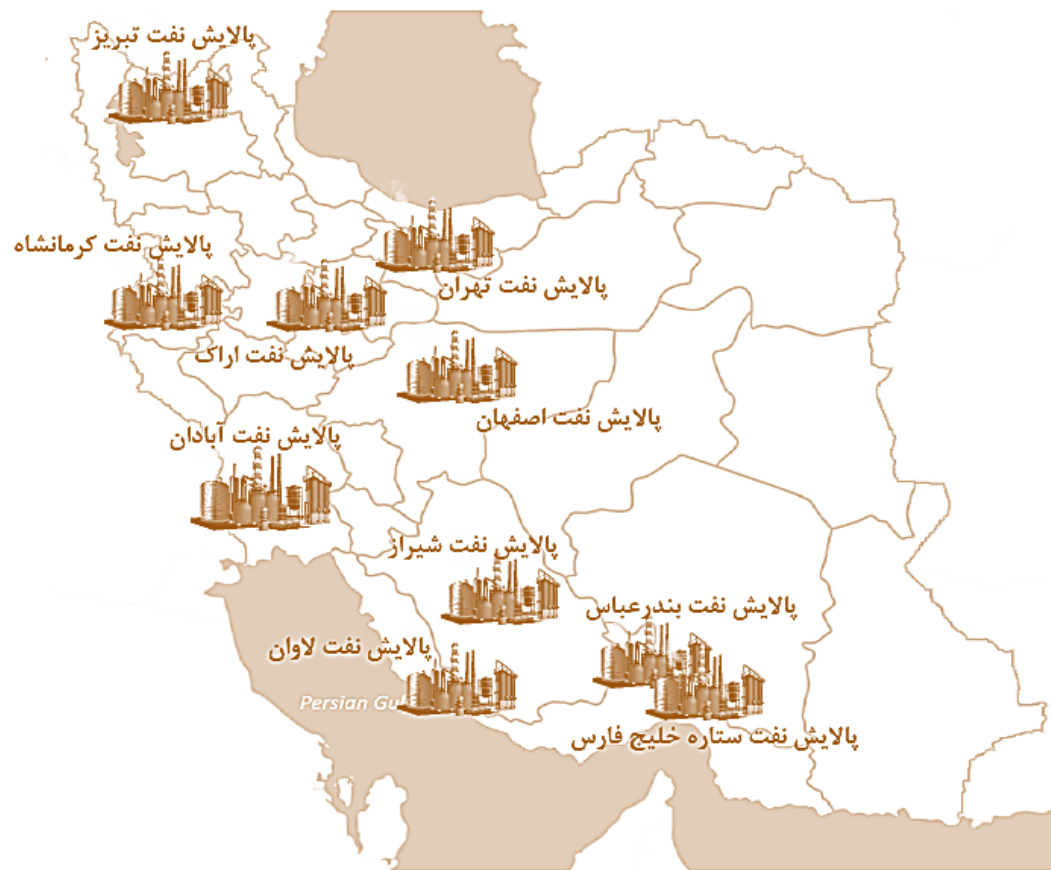 پالایش نفت تبریز
پالایش نفت کرمانشاه
پالایش نفت تهران
پالایش نفت اراک
پالایش نفت اصفهان
پالایش نفت آبادان
پالایش نفت شیراز
پالایش نفت بندرعباس
پالایش نفت لاوان
Persian Gu
پالایش نفت ستاره خلیج فارس